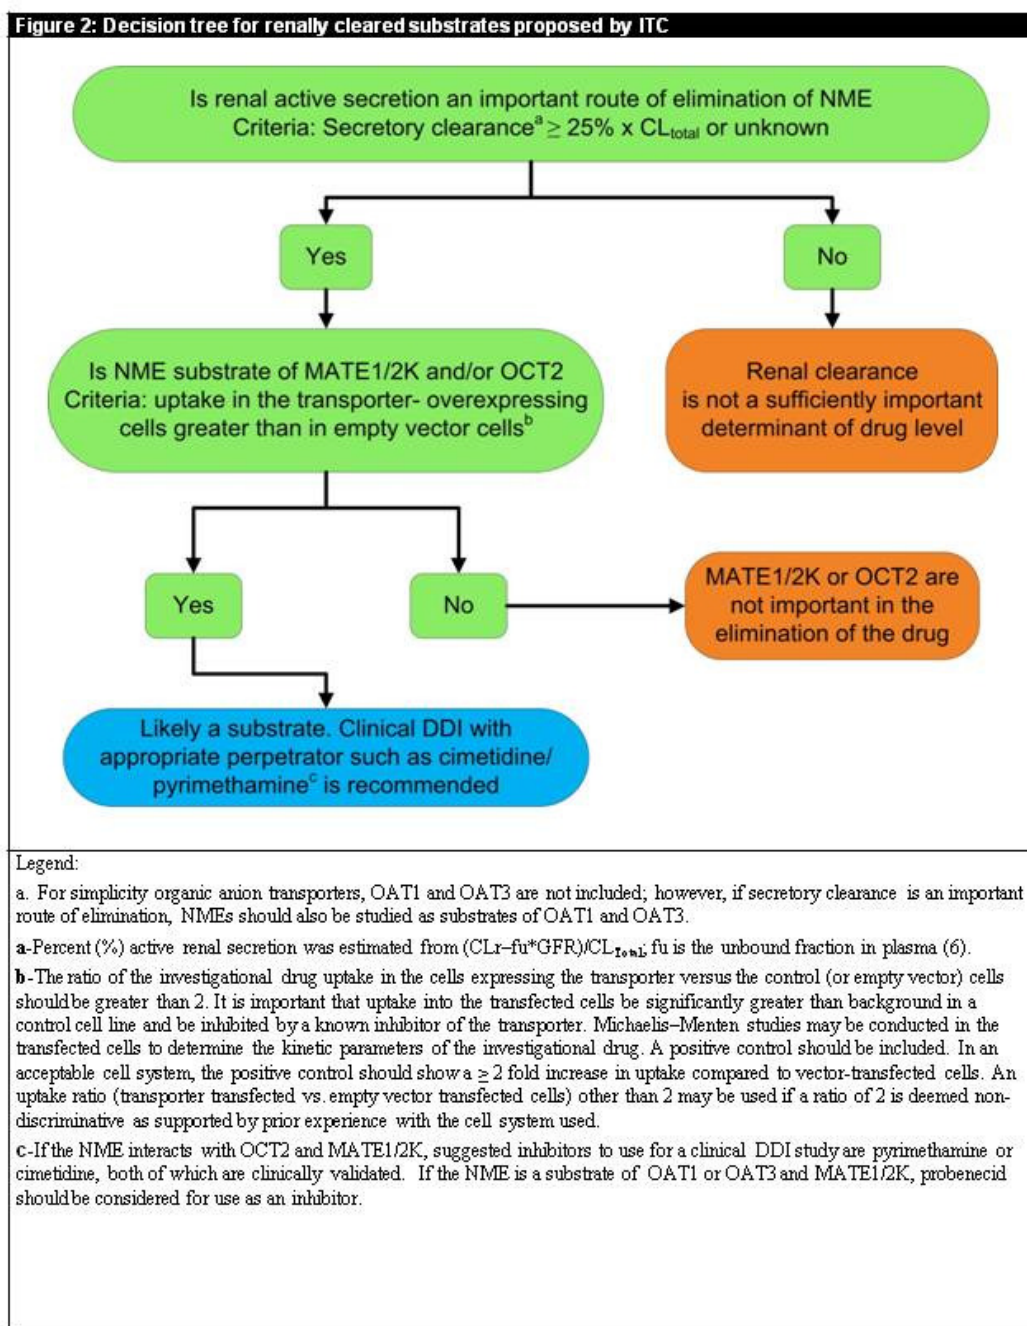 Figure 2: Decision tree for renally cleared substrates proposed by ITC
Is renal active secretion an important route of elimination of NME
Criteria: Secretory clearanceᵃ ≥ 25% x CLtotal or unknown
Yes
No
Is NME substrate of MATE1/2K and/or OCT2
Criteria: uptake in the transporter- overexpressing
cells greater than in empty vector cellsᵇ
Renal clearance
is not a sufficiently important
determinant of drug level
Yes
No
MATE1/2K or OCT2 are
not important in the
elimination of the drug
Likely a substrate. Clinical DDI with
appropriate perpetrator such as cimetidine/
pyrimethamineᶜ is recommended
Legend:
a. For simplicity organic anion transporters, OAT1 and OAT3 are not included; however, if secretory clearance is an important
route of elimination, NMEs should also be studied as substrates of OAT1 and OAT3.
a-Percent (%) active renal secretion was estimated from (CLr–fu*GFR)/CLTotal; fu is the unbound fraction in plasma (6).
b-The ratio of the investigational drug uptake in the cells expressing the transporter versus the control (or empty vector) cells
should be greater than 2. It is important that uptake into the transfected cells be significantly greater than background in a
control cell line and be inhibited by a known inhibitor of the transporter. Michaelis–Menten studies may be conducted in the
transfected cells to determine the kinetic parameters of the investigational drug. A positive control should be included. In an
acceptable cell system, the positive control should show a ≥ 2 fold increase in uptake compared to vector-transfected cells. An
uptake ratio (transporter transfected vs. empty vector transfected cells) other than 2 may be used if a ratio of 2 is deemed non-
discriminative as supported by prior experience with the cell system used.
c-If the NME interacts with OCT2 and MATE1/2K, suggested inhibitors to use for a clinical DDI study are pyrimethamine or
cimetidine, both of which are clinically validated. If the NME is a substrate of OAT1 or OAT3 and MATE1/2K, probenecid
should be considered for use as an inhibitor.